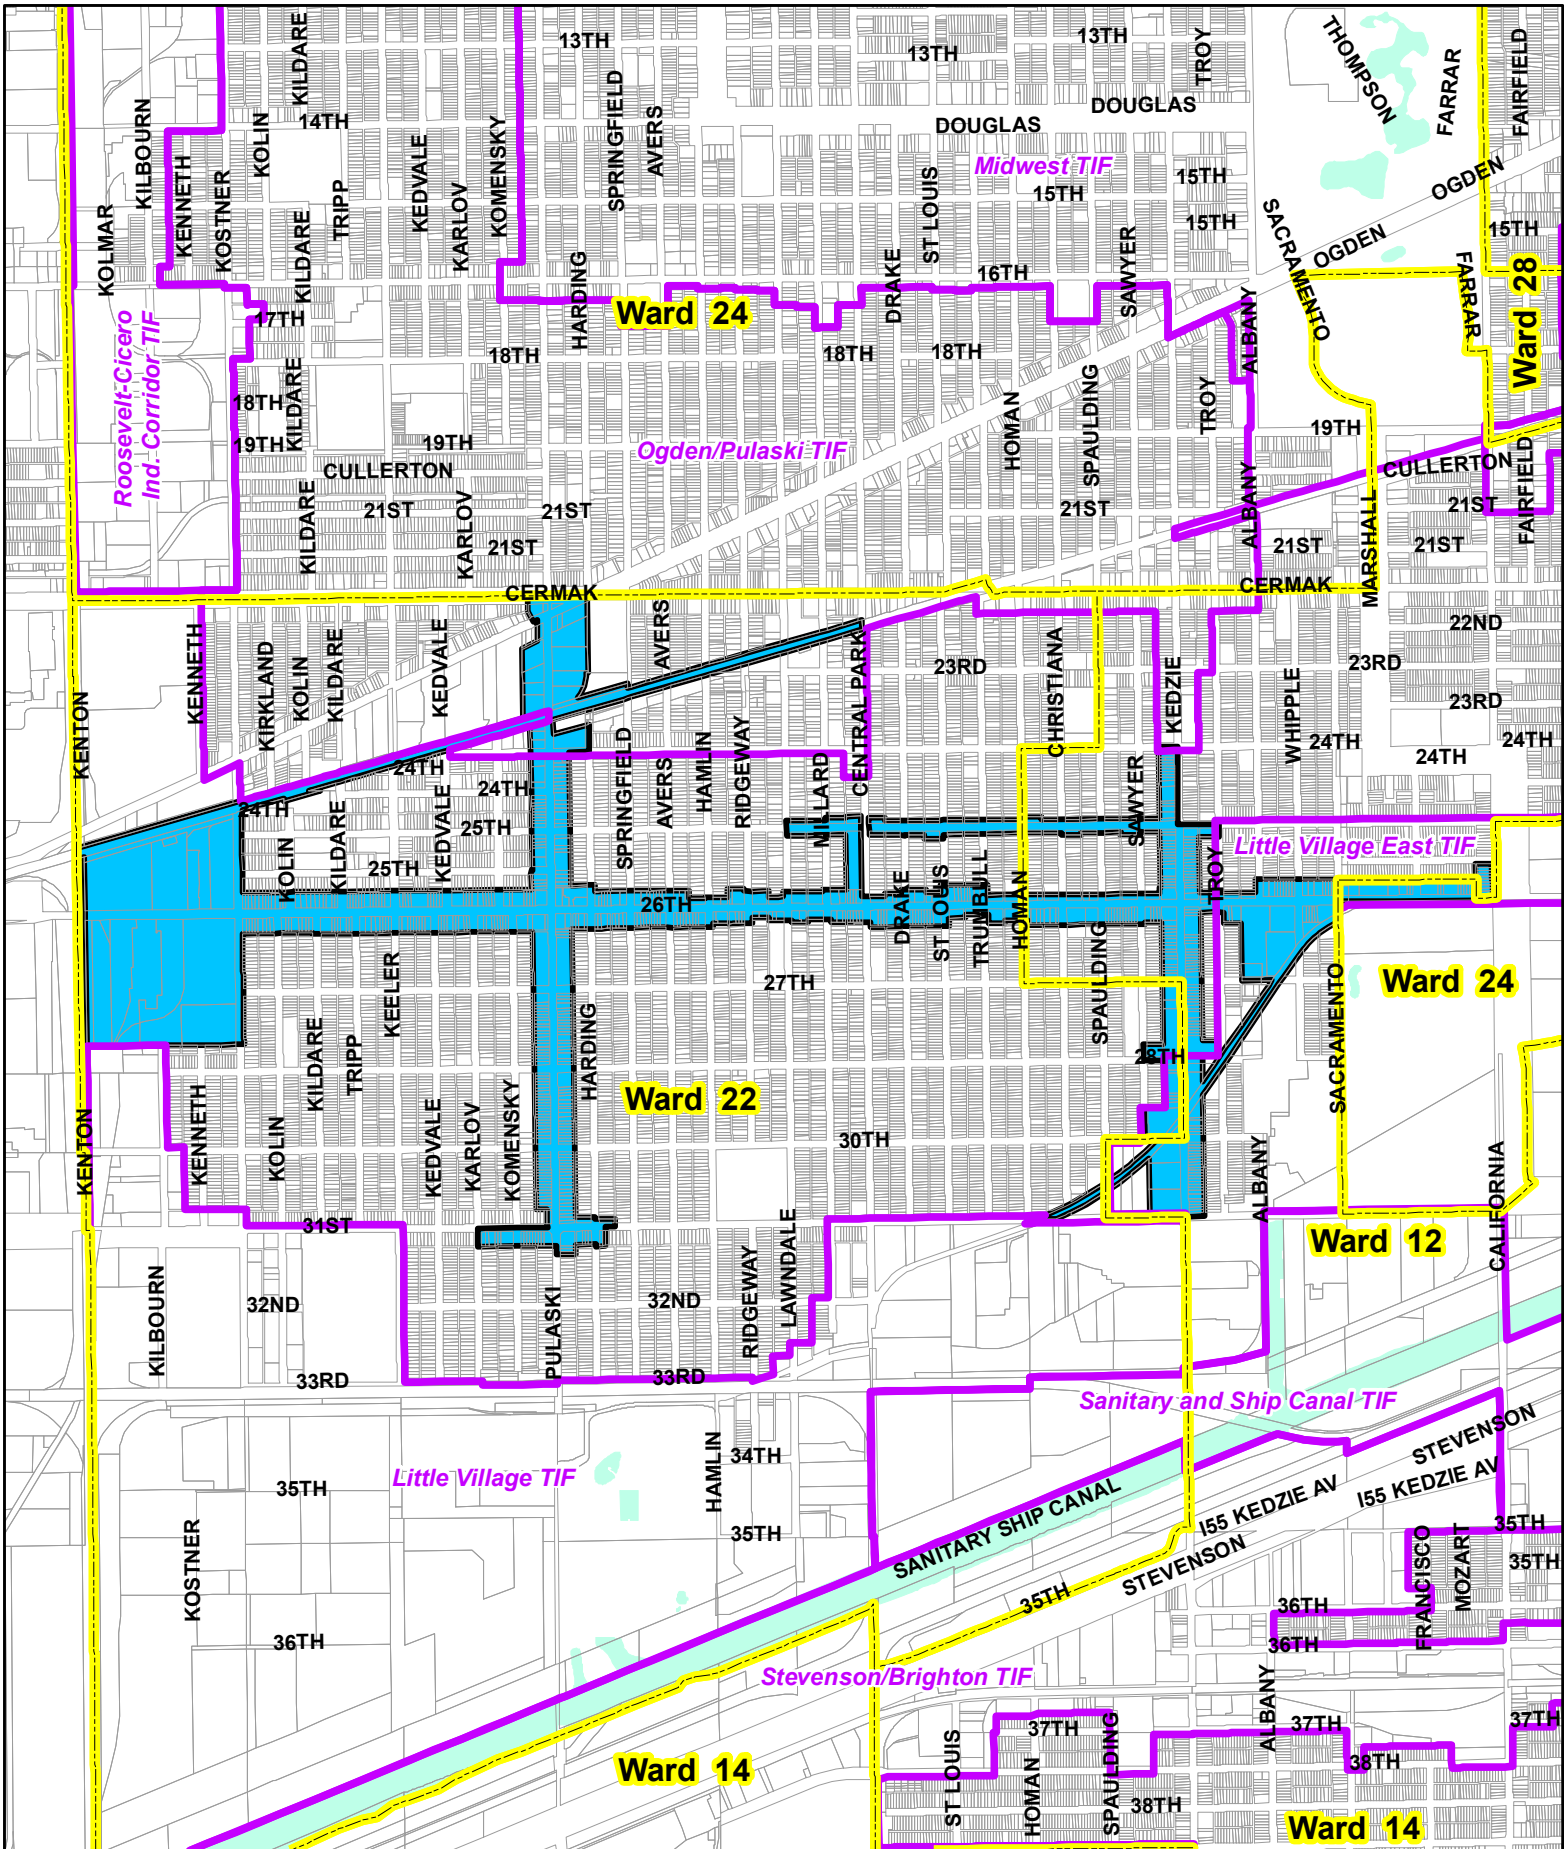 13TH
13TH
13TH
KILDARE
TROY
THOMPSON
FARRAR
FAIRFIELD
KILBOURN
KOLIN
14TH
SPRINGFIELD
AVERS
DOUGLAS
DOUGLAS
Midwest TIF
KENNETH
KOSTNER
KILDARE
TRIPP
KEDVALE
KARLOV
KOMENSKY
ST LOUIS
15TH
15TH
15TH
OGDEN
OGDEN
SACRAMENTO
15TH
KOLMAR
HARDING
DRAKE
16TH
SAWYER
FARRAR
Ward 28
Roosevelt-Cicero
Ind. Corridor TIF
17TH
Ward 24
18TH
18TH
18TH
ALBANY
KILDARE
18TH
19TH
19TH
CULLERTON
Ogden/Pulaski TIF
HOMAN
SPAULDING
TROY
19TH
CULLERTON
KILDARE
21ST
KARLOV
21ST
21ST
21ST
ALBANY
21ST
MARSHALL
21ST
21ST
FAIRFIELD
CERMAK
CERMAK
KENNETH
KIRKLAND
KOLIN
KILDARE
KEDVALE
AVERS
CENTRAL PARK
23RD
CHRISTIANA
KEDZIE
WHIPPLE
22ND
23RD
23RD
KENTON
24TH
24TH
24TH
SPRINGFIELD
AVERS
HAMLIN
RIDGEWAY
MILLARD
SAWYER
24TH
24TH
24TH
KOLIN
KILDARE
KEDVALE
25TH
25TH
Little Village East TIF
TROY
26TH
DRAKE
ST LOUIS
TRUMBULL
HOMAN
SPAULDING
KEELER
27TH
SACRAMENTO
Ward 24
KENTON
KENNETH
KOLIN
KILDARE
TRIPP
KEDVALE
KARLOV
KOMENSKY
HARDING
Ward 22
28TH
30TH
ALBANY
CALIFORNIA
31ST
Ward 12
KILBOURN
32ND
PULASKI
32ND
RIDGEWAY
LAWNDALE
33RD
33RD
Sanitary and Ship Canal TIF
Little Village TIF
35TH
HAMLIN
34TH
35TH
STEVENSON
I55 KEDZIE AV
I55 KEDZIE AV
SANITARY SHIP CANAL
STEVENSON
35TH
35TH
35TH
KOSTNER
36TH
36TH
36TH
FRANCISCO
MOZART
Stevenson/Brighton TIF
ALBANY
37TH
37TH
37TH
38TH
Ward 14
ST LOUIS
HOMAN
SPAULDING
38TH
Ward 14